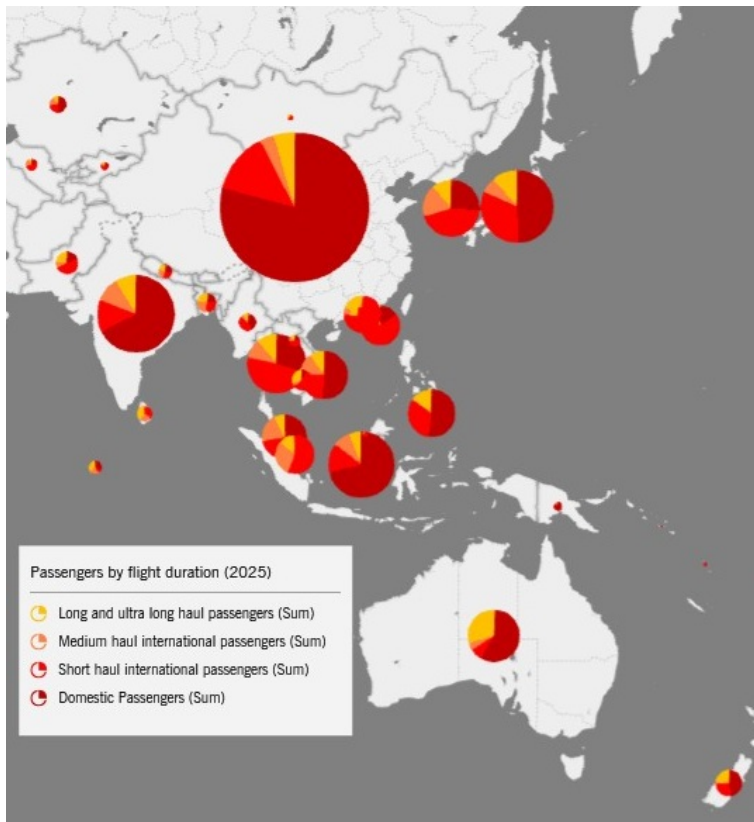 Passengers by flight duration (2025)
Long and ultra long haul passengers (Sum)
Medium haul international passengers (Sum)
Short haul international passengers (Sum)
Domestic Passengers (Sum)